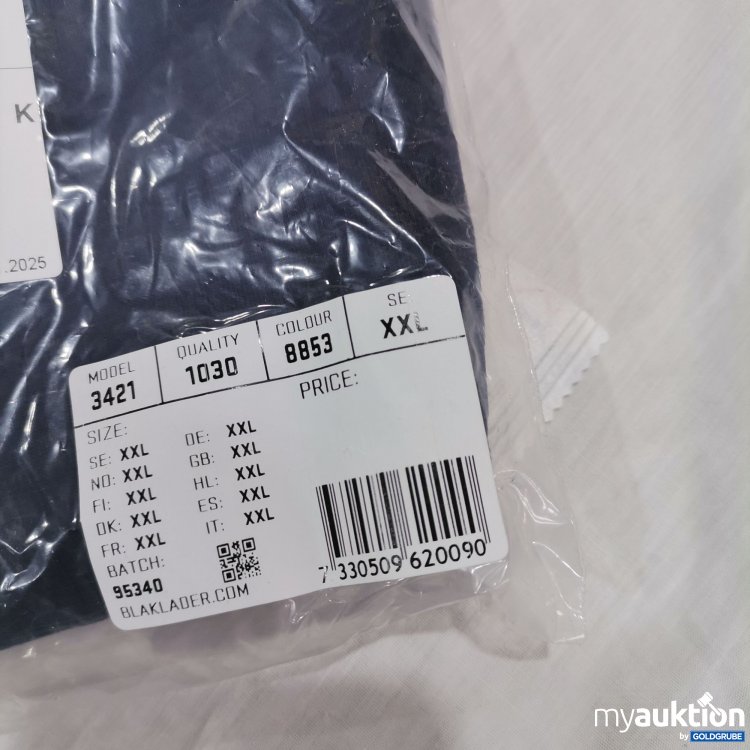 K
.2025
MODEL
3421
QUALITY
1030
COLOUR
8853
SE:
XXL
PRICE:
SIZE:
SE: XXL
NO: XXL
FI: XXL
DK: XXL
FR: XXL
DE: XXL
GB: XXL
HL: XXL
ES: XXL
IT: XXL
BATCH:
95340
BLAKLADER.COM
7 330509 620090
myauktion
by GOLDGRUBE